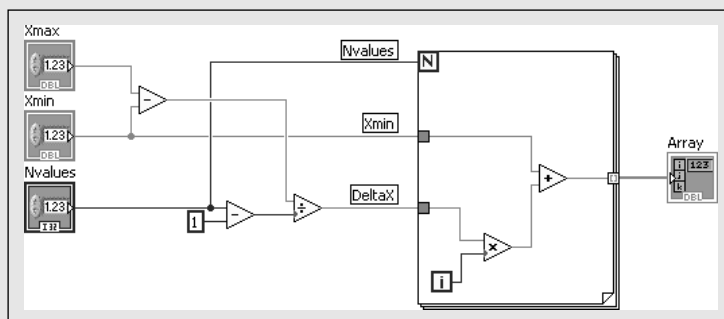 Xmax
1.23
DBL
Xmin
1.23
DBL
Nvalues
1.23
I32
1
Nvalues
N
Xmin
DeltaX
i
Array
i
j
k
123
DBL